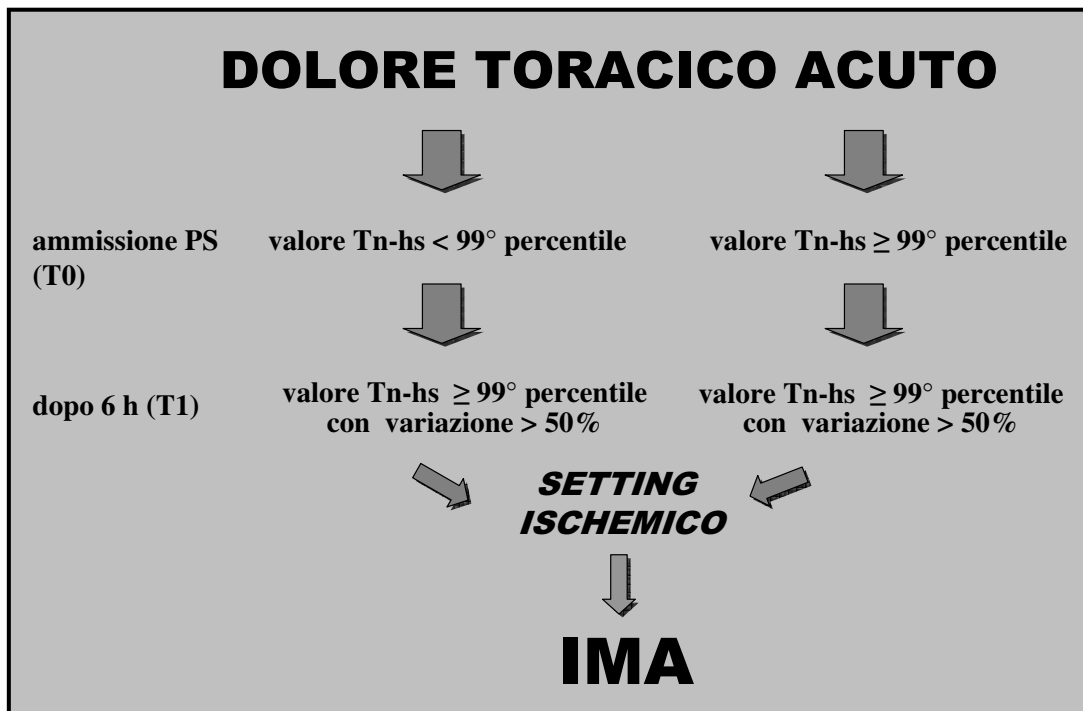 DOLORE TORACICO ACUTO
ammissione PS
(T0)
valore Tn-hs < 99° percentile
valore Tn-hs ≥ 99° percentile
dopo 6 h (T1)
valore Tn-hs ≥ 99° percentile
con variazione > 50%
valore Tn-hs ≥ 99° percentile
con variazione > 50%
SETTING
ISCHEMICO
IMA